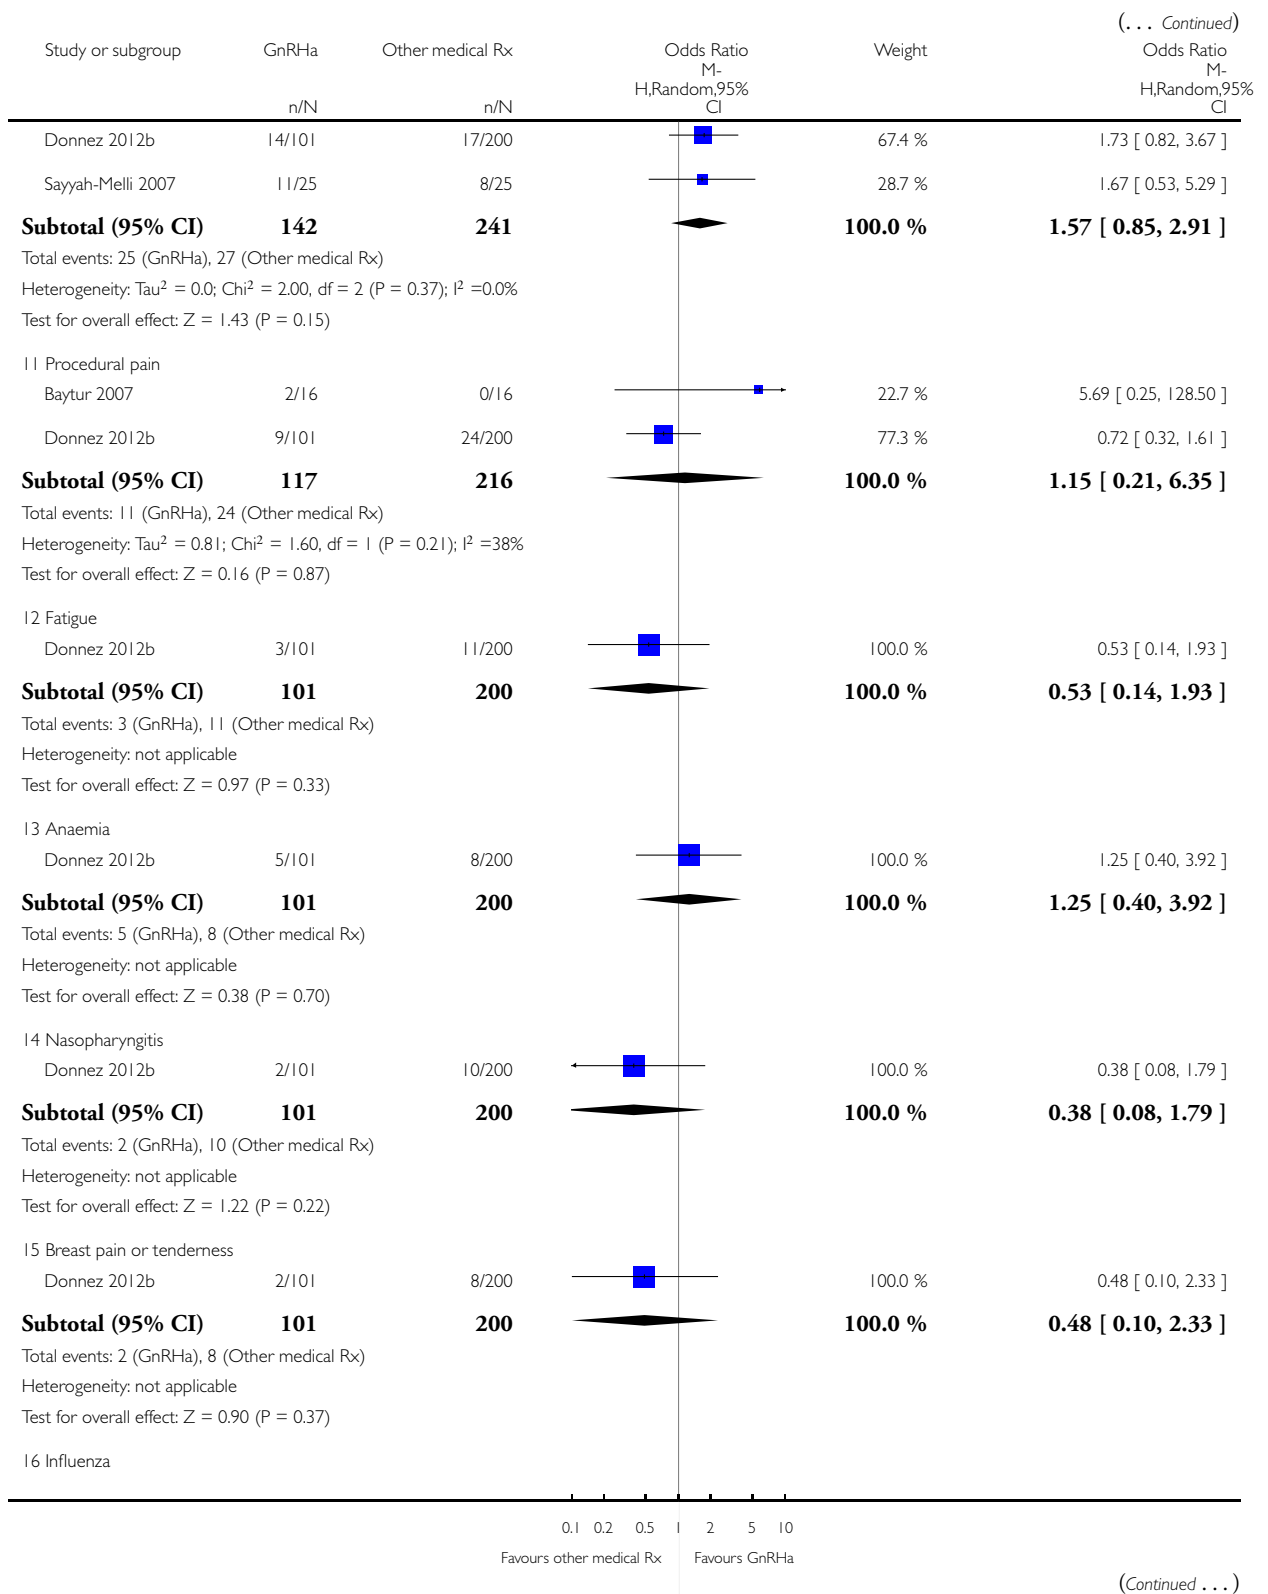 (... Continued)
Study or subgroup GnRHa Other medical Rx Odds Ratio Weight Odds Ratio
M- M-
H,Random,95% H,Random,95%
n/N n/N CI CI
Donnez 2012b 14/101 17/200 67.4 % 1.73 [ 0.82, 3.67 ]
Sayyah-Melli 2007 11/25 8/25 28.7 % 1.67 [ 0.53, 5.29 ]
Subtotal (95% CI) 142 241 100.0 % 1.57 [ 0.85, 2.91 ]
Total events: 25 (GnRHa), 27 (Other medical Rx)
Heterogeneity: Tau² = 0.0; Chi² = 2.00, df = 2 (P = 0.37); I² =0.0%
Test for overall effect: Z = 1.43 (P = 0.15)
11 Procedural pain
Baytur 2007 2/16 0/16 22.7 % 5.69 [ 0.25, 128.50 ]
Donnez 2012b 9/101 24/200 77.3 % 0.72 [ 0.32, 1.61 ]
Subtotal (95% CI) 117 216 100.0 % 1.15 [ 0.21, 6.35 ]
Total events: 11 (GnRHa), 24 (Other medical Rx)
Heterogeneity: Tau² = 0.81; Chi² = 1.60, df = 1 (P = 0.21); I² =38%
Test for overall effect: Z = 0.16 (P = 0.87)
12 Fatigue
Donnez 2012b 3/101 11/200 100.0 % 0.53 [ 0.14, 1.93 ]
Subtotal (95% CI) 101 200 100.0 % 0.53 [ 0.14, 1.93 ]
Total events: 3 (GnRHa), 11 (Other medical Rx)
Heterogeneity: not applicable
Test for overall effect: Z = 0.97 (P = 0.33)
13 Anaemia
Donnez 2012b 5/101 8/200 100.0 % 1.25 [ 0.40, 3.92 ]
Subtotal (95% CI) 101 200 100.0 % 1.25 [ 0.40, 3.92 ]
Total events: 5 (GnRHa), 8 (Other medical Rx)
Heterogeneity: not applicable
Test for overall effect: Z = 0.38 (P = 0.70)
14 Nasopharyngitis
Donnez 2012b 2/101 10/200 100.0 % 0.38 [ 0.08, 1.79 ]
Subtotal (95% CI) 101 200 100.0 % 0.38 [ 0.08, 1.79 ]
Total events: 2 (GnRHa), 10 (Other medical Rx)
Heterogeneity: not applicable
Test for overall effect: Z = 1.22 (P = 0.22)
15 Breast pain or tenderness
Donnez 2012b 2/101 8/200 100.0 % 0.48 [ 0.10, 2.33 ]
Subtotal (95% CI) 101 200 100.0 % 0.48 [ 0.10, 2.33 ]
Total events: 2 (GnRHa), 8 (Other medical Rx)
Heterogeneity: not applicable
Test for overall effect: Z = 0.90 (P = 0.37)
16 Influenza
0.1 0.2 0.5 1 2 5 10
Favours other medical Rx Favours GnRHa
(Continued ...)